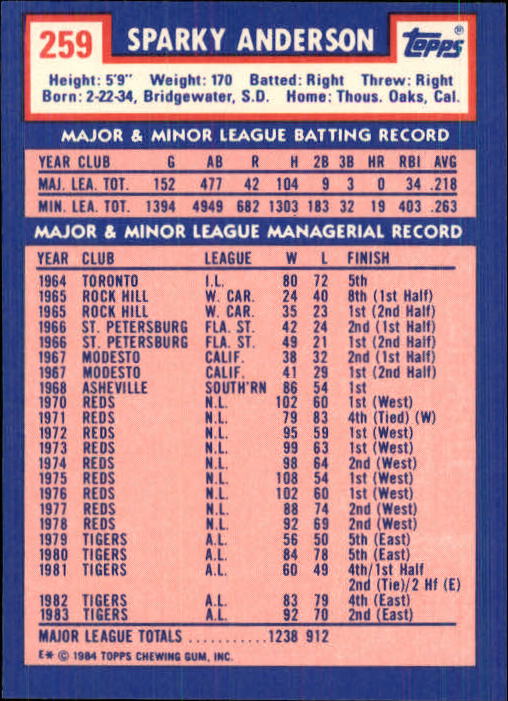 259 SPARKY ANDERSON Topps®
Height: 5'9" Weight: 170 Batted: Right Threw: Right
Born: 2-22-34, Bridgewater, S.D. Home: Thous. Oaks, Cal.
MAJOR & MINOR LEAGUE BATTING RECORD
YEAR CLUB G AB R H 2B 3B HR RBI AVG
MAJ. LEA. TOT. 152 477 42 104 9 3 0 34 .218
MIN. LEA. TOT. 1394 4949 682 1303 183 32 19 403 .263
MAJOR & MINOR LEAGUE MANAGERIAL RECORD
YEAR CLUB LEAGUE W L FINISH
1964 TORONTO I.L. 80 72 5th
1965 ROCK HILL W. CAR. 24 40 8th (1st Half)
1965 ROCK HILL W. CAR. 35 23 1st (2nd Half)
1966 ST. PETERSBURG FLA. ST. 42 24 2nd (1st Half)
1966 ST. PETERSBURG FLA. ST. 49 21 1st (2nd Half)
1967 MODESTO CALIF. 38 32 2nd (1st Half)
1967 MODESTO CALIF. 41 29 1st (2nd Half)
1968 ASHEVILLE SOUTH'RN 86 54 1st
1970 REDS N.L. 102 60 1st (West)
1971 REDS N.L. 79 83 4th (Tied) (W)
1972 REDS N.L. 95 59 1st (West)
1973 REDS N.L. 99 63 1st (West)
1974 REDS N.L. 98 64 2nd (West)
1975 REDS N.L. 108 54 1st (West)
1976 REDS N.L. 102 60 1st (West)
1977 REDS N.L. 88 74 2nd (West)
1978 REDS N.L. 92 69 2nd (West)
1979 TIGERS A.L. 56 50 5th (East)
1980 TIGERS A.L. 84 78 5th (East)
1981 TIGERS A.L. 60 49 4th/1st Half
2nd (Tie)/2 Hf (E)
1982 TIGERS A.L. 83 79 4th (East)
1983 TIGERS A.L. 92 70 2nd (East)
MAJOR LEAGUE TOTALS ...........1238 912
E* © 1984 TOPPS CHEWING GUM, INC.